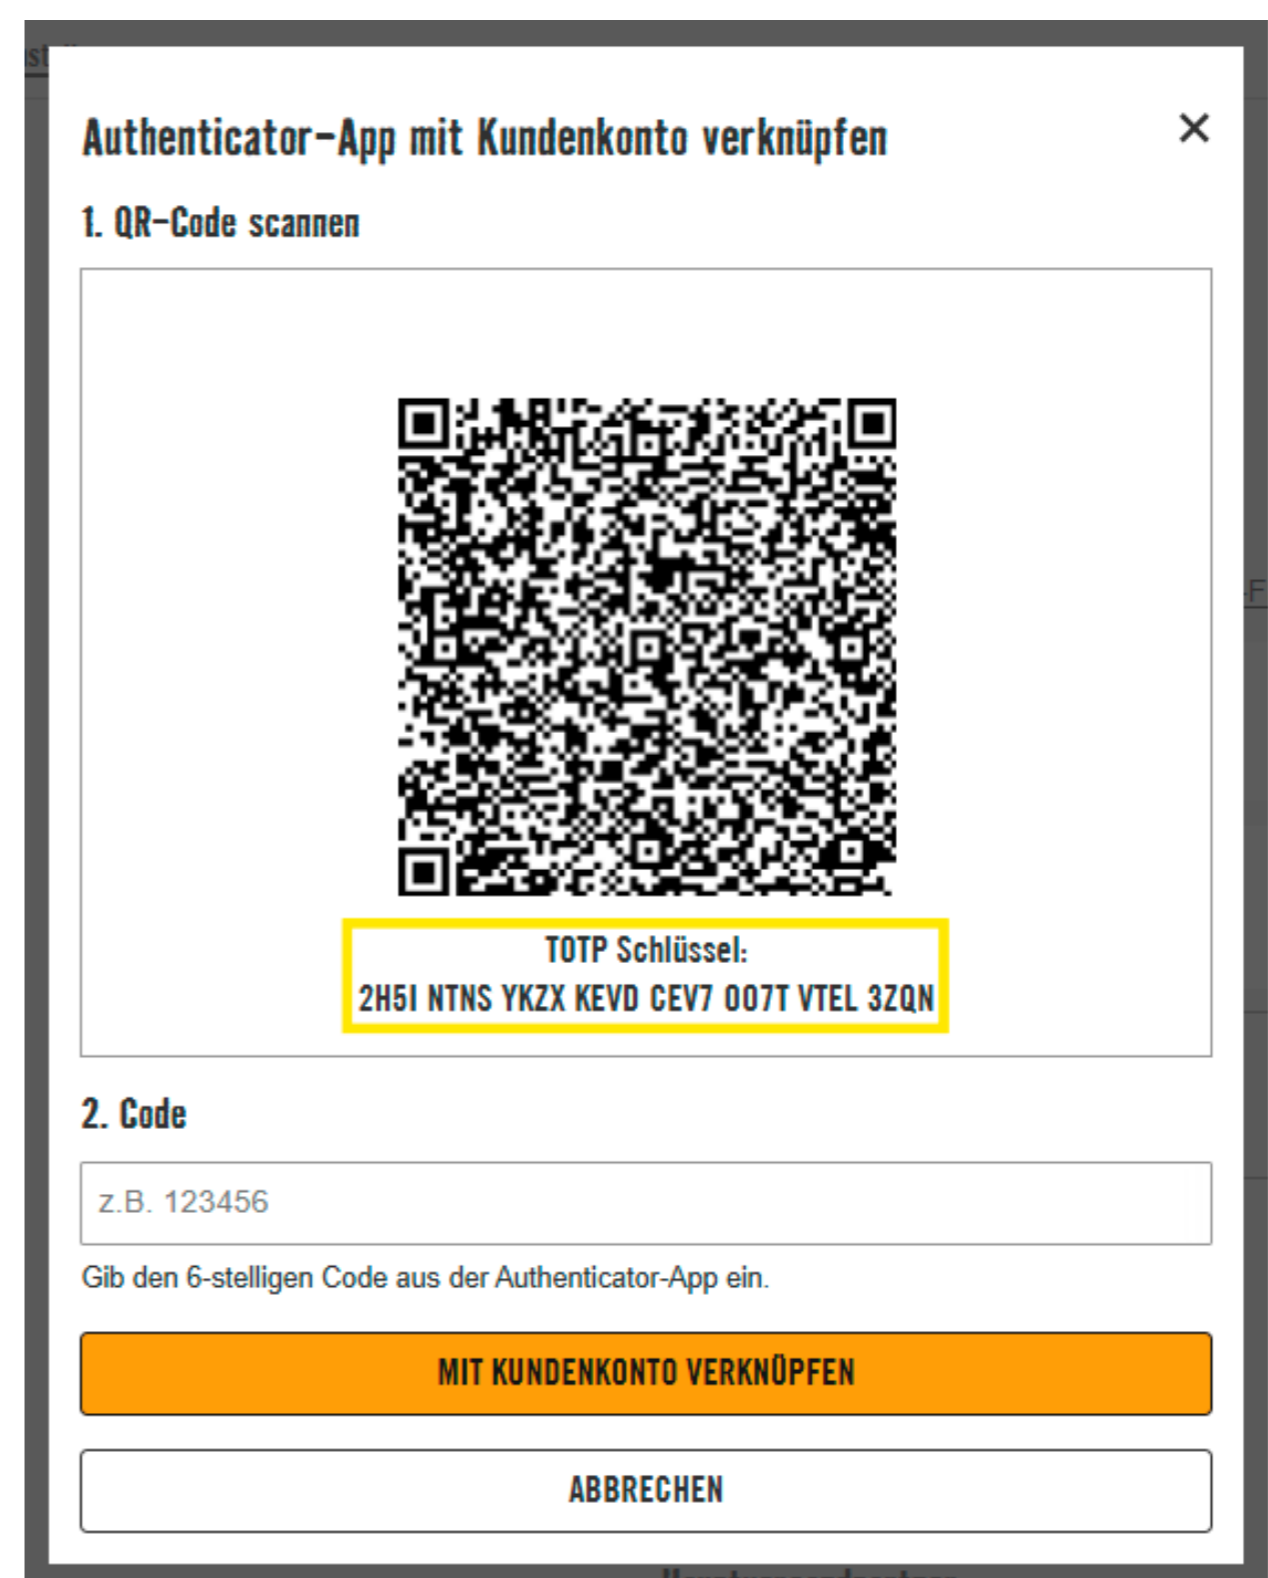 Authenticator-App mit Kundenkonto verknüpfen
1. QR-Code scannen
TOTP Schlüssel:
2H5I NTNS YKZX KEVD CEV7 OO7T VTEL 3ZQN
2. Code
z.B. 123456
Gib den 6-stelligen Code aus der Authenticator-App ein.
MIT KUNDENKONTO VERKNÜPFEN
ABBRECHEN